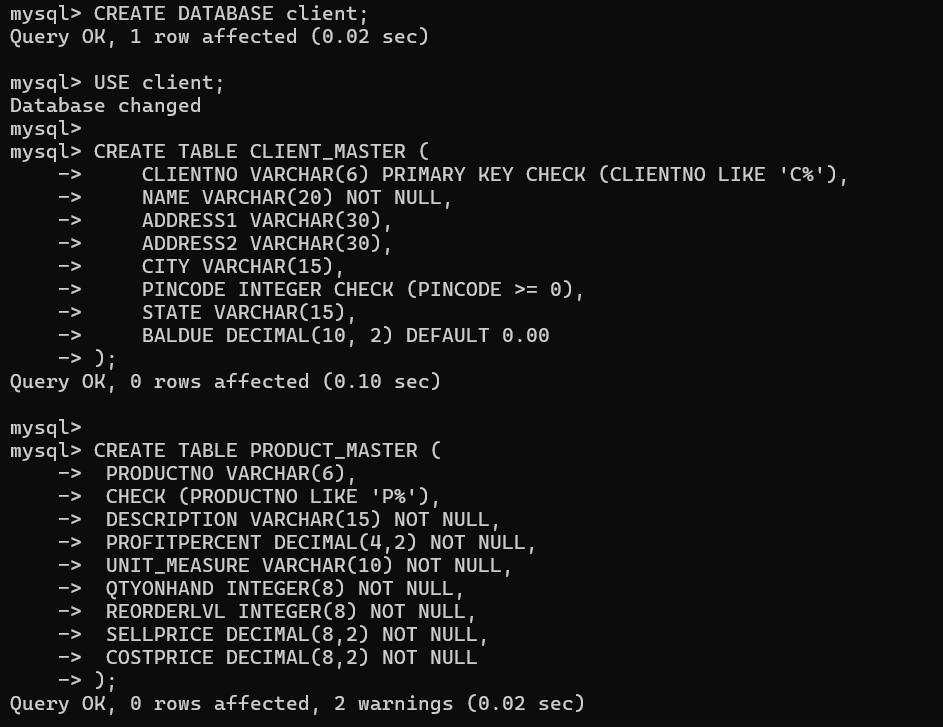 mysql> CREATE DATABASE client;
Query OK, 1 row affected (0.02 sec)
mysql> USE client;
Database changed
mysql>
mysql> CREATE TABLE CLIENT_MASTER (
    ->     CLIENTNO VARCHAR(6) PRIMARY KEY CHECK (CLIENTNO LIKE 'C%'),
    ->     NAME VARCHAR(20) NOT NULL,
    ->     ADDRESS1 VARCHAR(30),
    ->     ADDRESS2 VARCHAR(30),
    ->     CITY VARCHAR(15),
    ->     PINCODE INTEGER CHECK (PINCODE >= 0),
    ->     STATE VARCHAR(15),
    ->     BALDUE DECIMAL(10, 2) DEFAULT 0.00
    -> );
Query OK, 0 rows affected (0.10 sec)
mysql>
mysql> CREATE TABLE PRODUCT_MASTER (
    ->  PRODUCTNO VARCHAR(6),
    ->  CHECK (PRODUCTNO LIKE 'P%'),
    ->  DESCRIPTION VARCHAR(15) NOT NULL,
    ->  PROFITPERCENT DECIMAL(4,2) NOT NULL,
    ->  UNIT_MEASURE VARCHAR(10) NOT NULL,
    ->  QTYONHAND INTEGER(8) NOT NULL,
    ->  REORDERLVL INTEGER(8) NOT NULL,
    ->  SELLPRICE DECIMAL(8,2) NOT NULL,
    ->  COSTPRICE DECIMAL(8,2) NOT NULL
    -> );
Query OK, 0 rows affected, 2 warnings (0.02 sec)